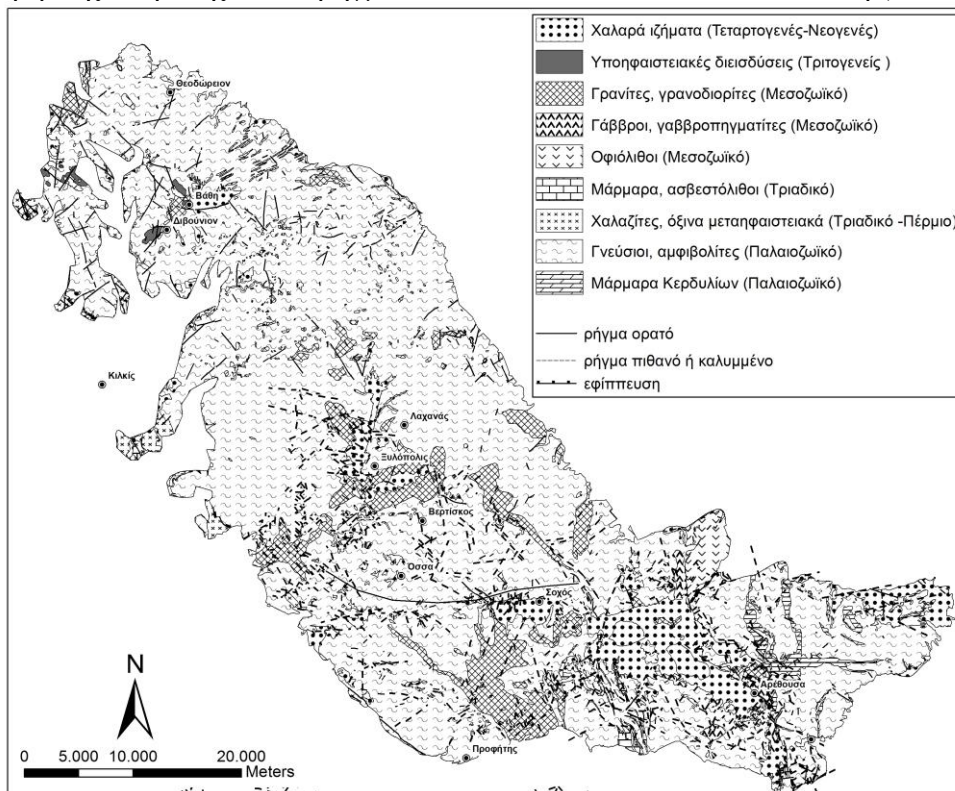 Χαλαρά ιζήματα (Τεταρτογενές-Νεογενές)
Υποηφαιστειακές διεισδύσεις (Τριτογενείς )
Γρανίτες, γρανοδιορίτες (Μεσοζωϊκό)
Γάββροι, γαββροπηγματίτες (Μεσοζωϊκό)
Οφιόλιθοι (Μεσοζωϊκό)
Μάρμαρα, ασβεστόλιθοι (Τριαδικό)
Χαλαζίτες, όξινα μεταηφαιστειακά (Τριαδικό -Πέρμιο)
Γνεύσιοι, αμφιβολίτες (Παλαιοζωϊκό)
Μάρμαρα Κερδυλίων (Παλαιοζωϊκό)
ρήγμα ορατό
ρήγμα πιθανό ή καλυμμένο
εφίππευση
Θεοδώρειον
Βάθη
Διβούνιον
Κιλκίς
Λαχανάς
Ξυλόπολις
Βερτίσκος
Όσσα
Σοχός
Αρέθουσα
Προφήτης
N
0 5.000 10.000 20.000
Meters